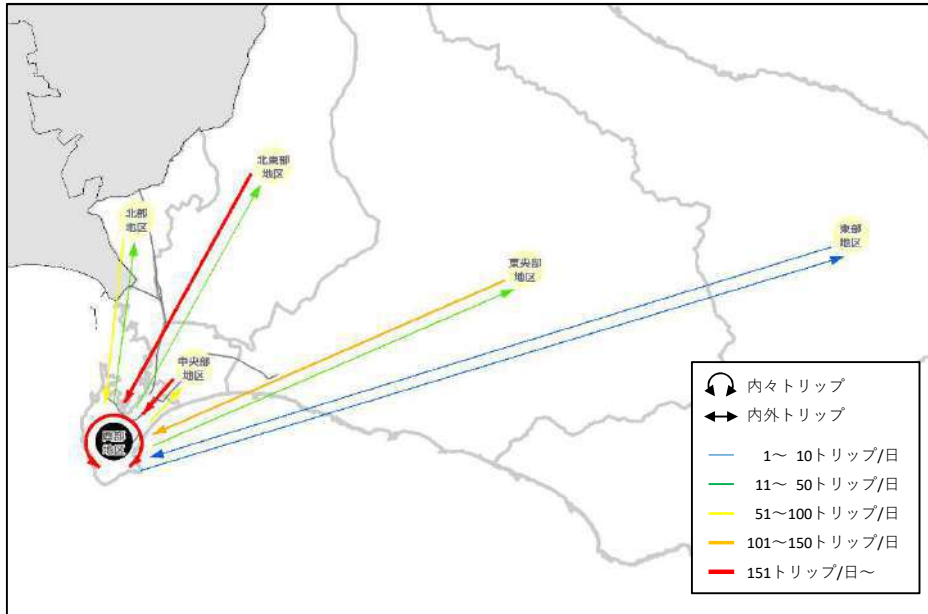 北東部
地区
北部
地区
東部
地区
東央部
地区
中央部
地区
西部
地区
内々トリップ
内外トリップ
1～ 10トリップ/日
11～ 50トリップ/日
51～100トリップ/日
101～150トリップ/日
151トリップ/日～